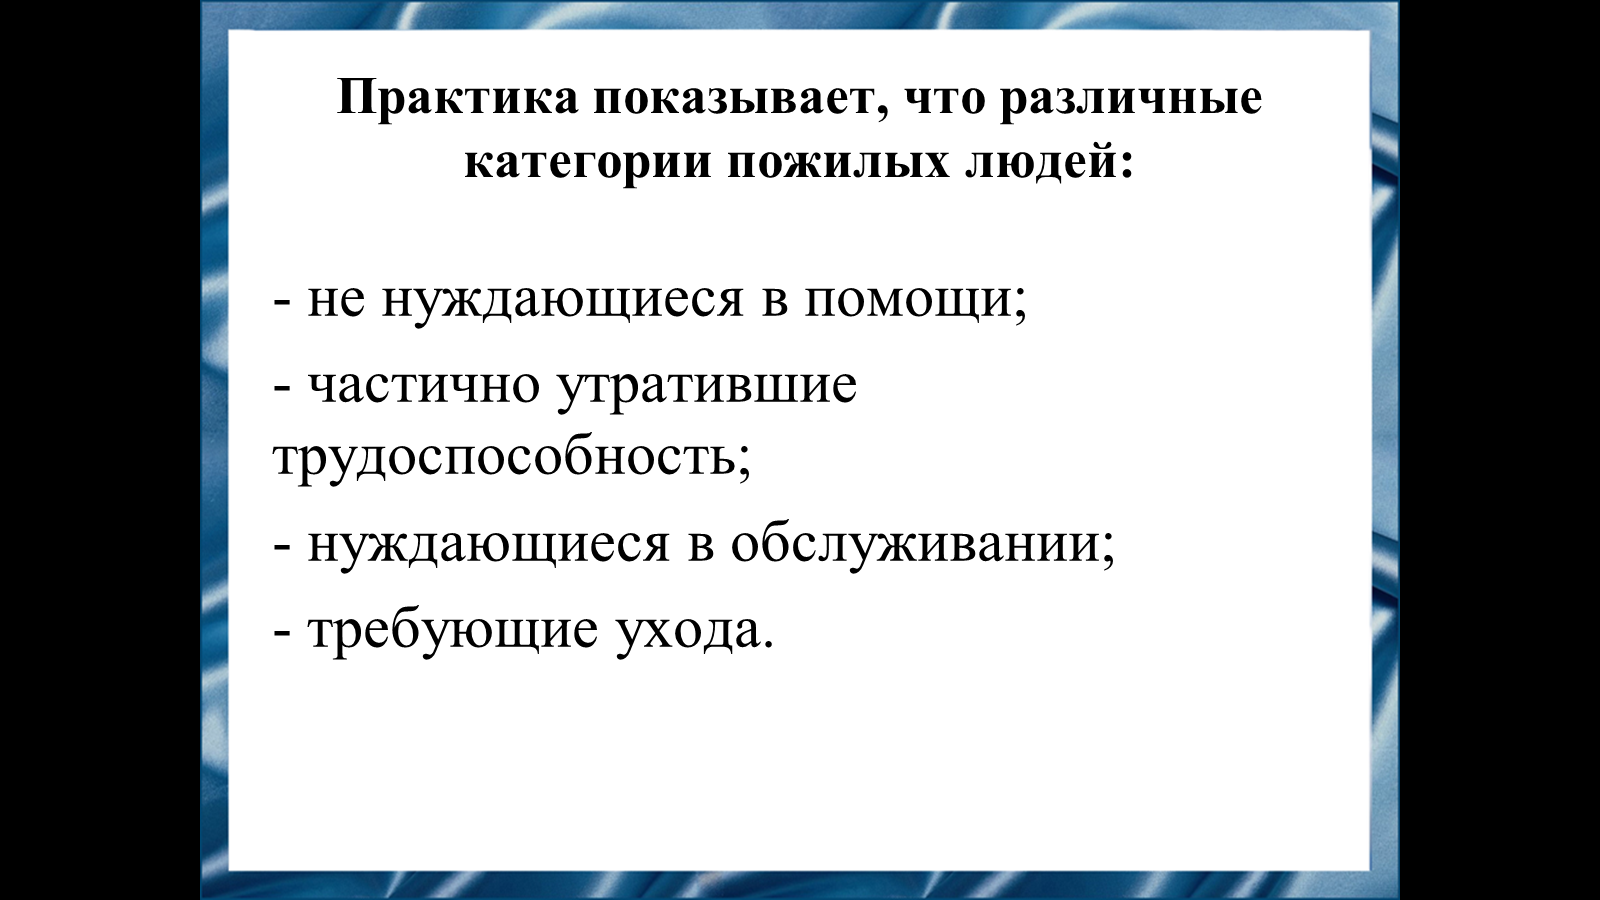 Практика показывает, что различные
категории пожилых людей:
- не нуждающиеся в помощи;
- частично утратившие
трудоспособность;
- нуждающиеся в обслуживании;
- требующие ухода.